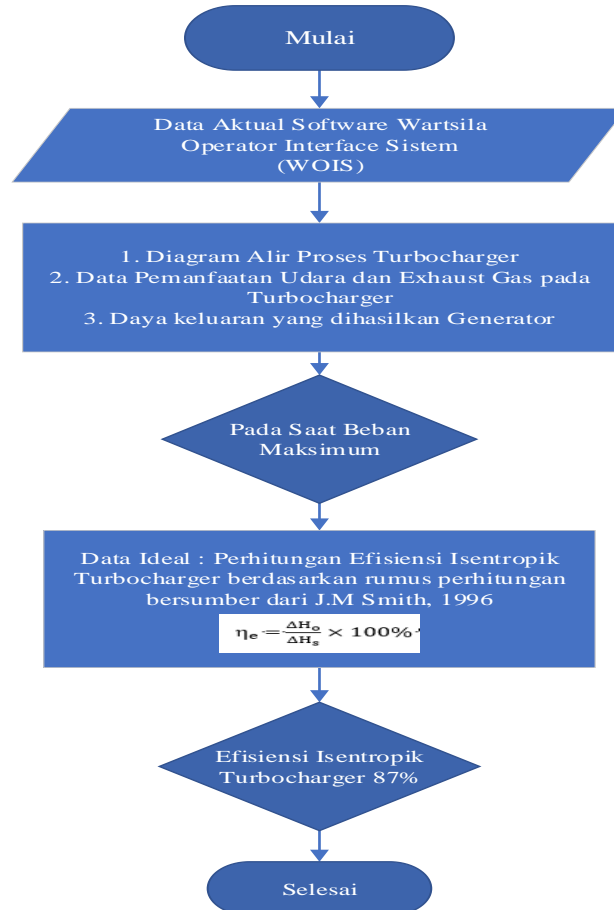 Mulai
Data Aktual Software Wartsila
Operator Interface Sistem
(WOIS)
1. Diagram Alir Proses Turbocharger
2. Data Pemanfaatan Udara dan Exhaust Gas pada
Turbocharger
3. Daya keluaran yang dihasilkan Generator
Pada Saat Beban
Maksimum
Data Ideal : Perhitungan Efisiensi Isentropik
Turbocharger berdasarkan rumus perhitungan
bersumber dari J.M Smith, 1996
ηₑ = ΔHₒ/ΔHₛ × 100%
Efisiensi Isentropik
Turbocharger 87%
Selesai